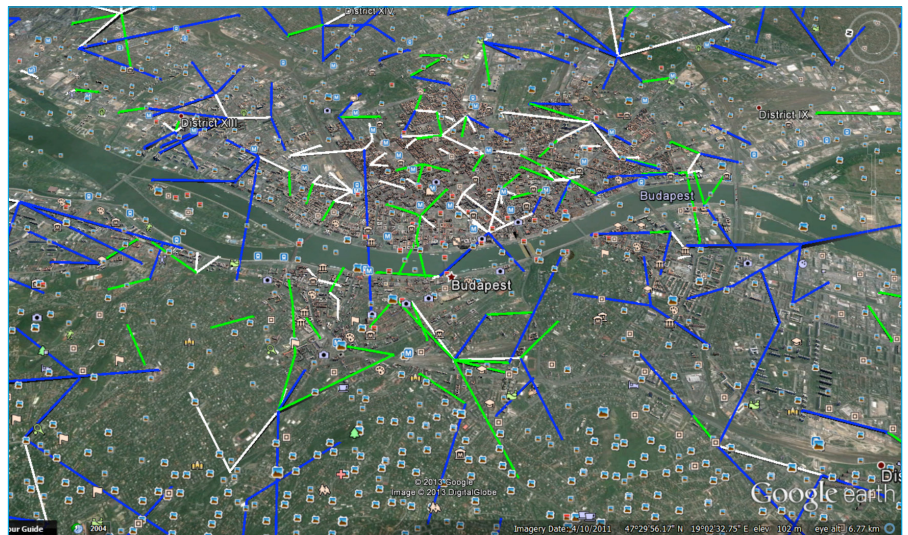 District XIV
N
District XIII
District IX
Budapest
Budapest
© 2013 Google
Image © 2013 DigitalGlobe
Google earth
our Guide
2004
Imagery Date: 4/10/2011 47°29'56.17" N 19°02'32.75" E elev 102 m eye alt 6.77 km